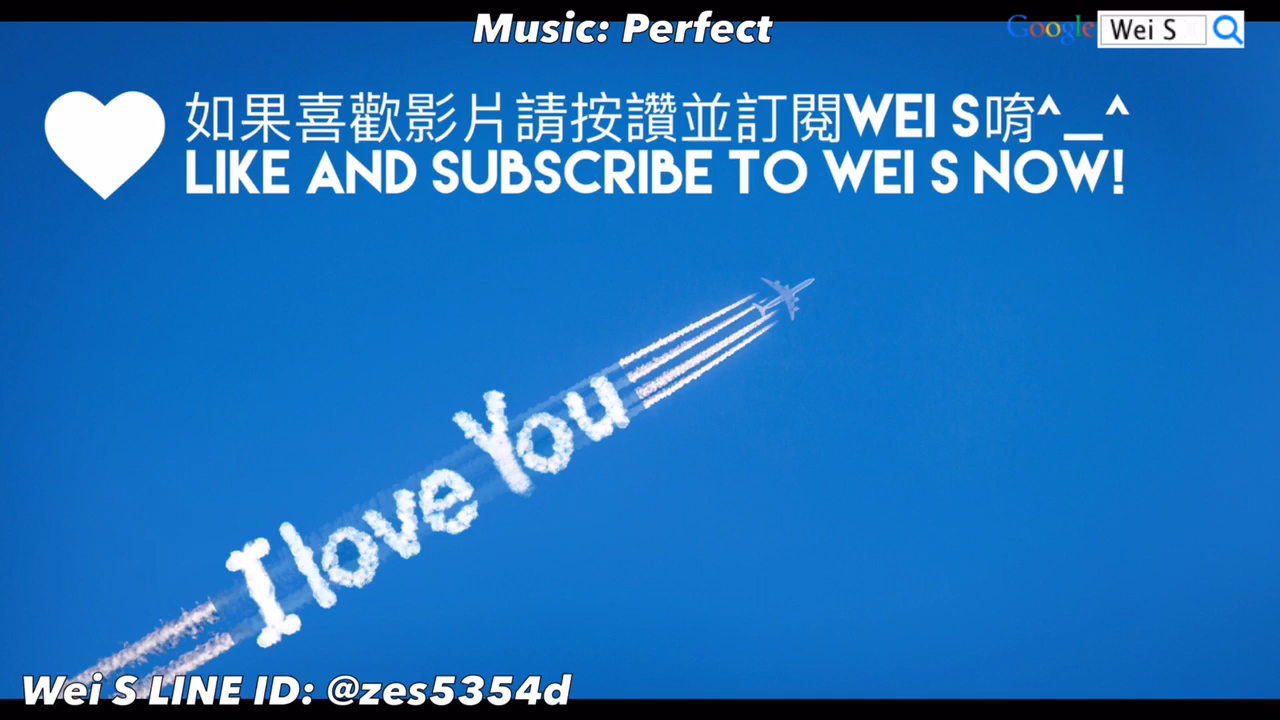 Music: Perfect
Google Wei S
如果喜歡影片請按讚並訂閱WEI S唷^_^
LIKE AND SUBSCRIBE TO WEI S NOW!
I love You
Wei S LINE ID: @zes5354d